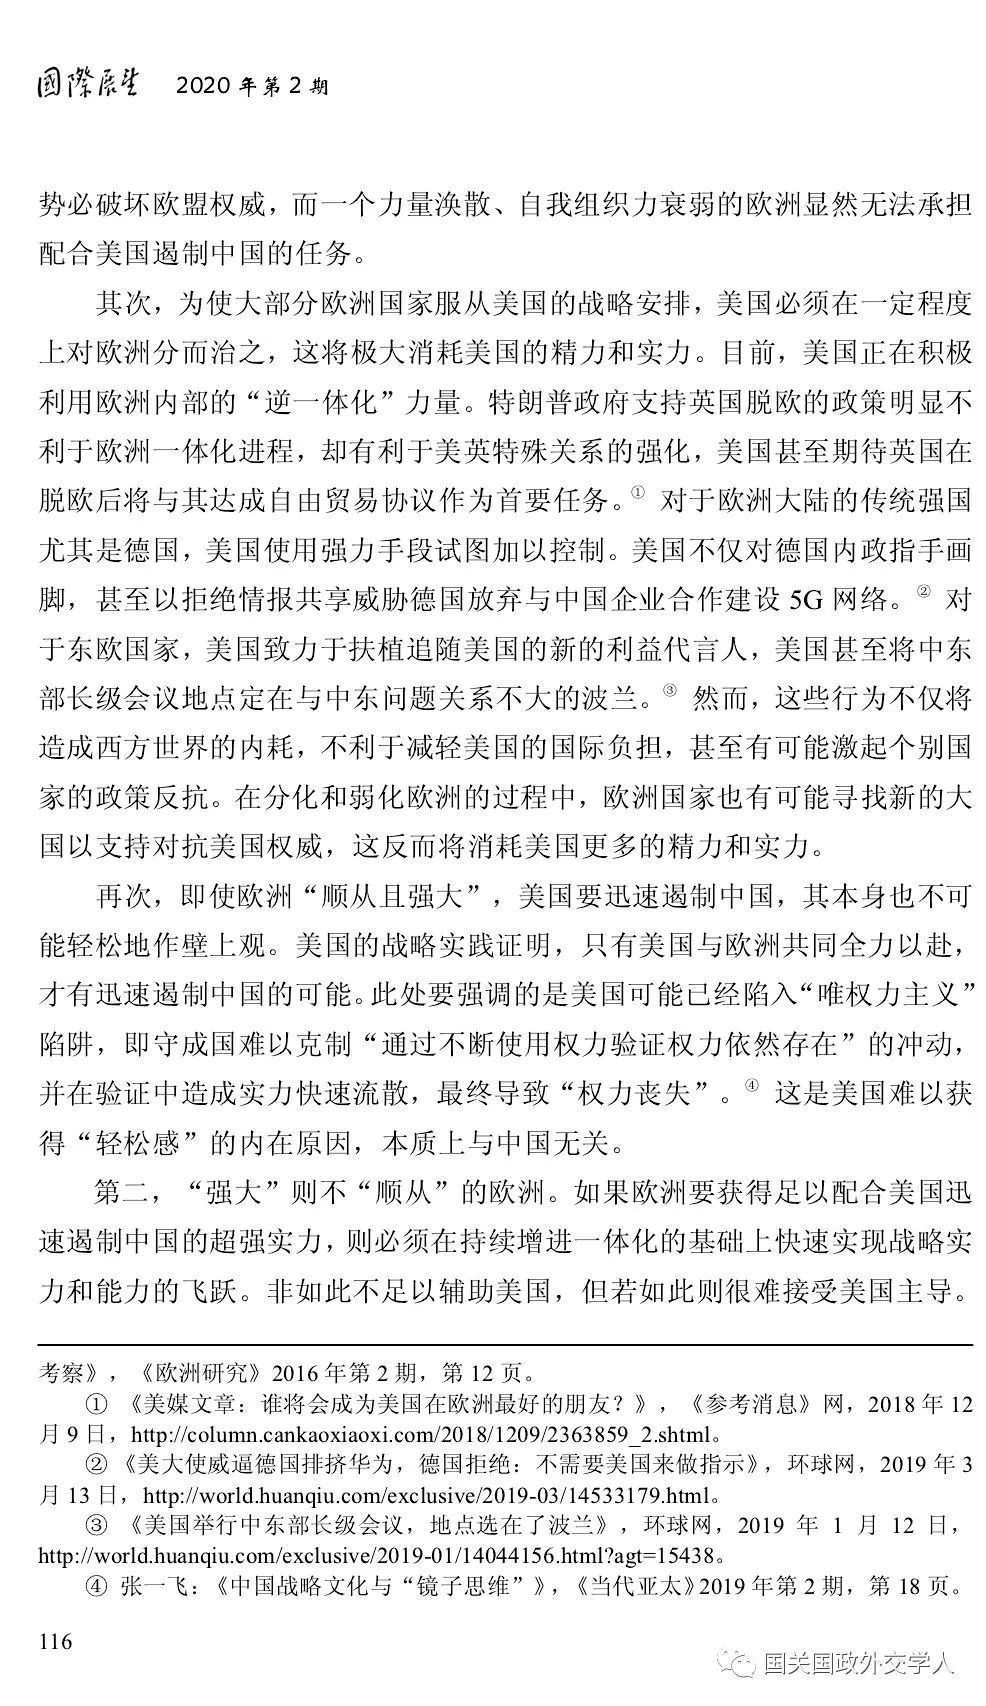 國際展望 2020 年第 2 期
势必破坏欧盟权威，而一个力量涣散、自我组织力衰弱的欧洲显然无法承担
配合美国遏制中国的任务。
其次，为使大部分欧洲国家服从美国的战略安排，美国必须在一定程度
上对欧洲分而治之，这将极大消耗美国的精力和实力。目前，美国正在积极
利用欧洲内部的“逆一体化”力量。特朗普政府支持英国脱欧的政策明显不
利于欧洲一体化进程，却有利于美英特殊关系的强化，美国甚至期待英国在
脱欧后将与其达成自由贸易协议作为首要任务。① 对于欧洲大陆的传统强国
尤其是德国，美国使用强力手段试图加以控制。美国不仅对德国内政指手画
脚，甚至以拒绝情报共享威胁德国放弃与中国企业合作建设 5G 网络。② 对
于东欧国家，美国致力于扶植追随美国的新的利益代言人，美国甚至将中东
部长级会议地点定在与中东问题关系不大的波兰。③ 然而，这些行为不仅将
造成西方世界的内耗，不利于减轻美国的国际负担，甚至有可能激起个别国
家的政策反抗。在分化和弱化欧洲的过程中，欧洲国家也有可能寻找新的大
国以支持对抗美国权威，这反而将消耗美国更多的精力和实力。
再次，即使欧洲“顺从且强大”，美国要迅速遏制中国，其本身也不可
能轻松地作壁上观。美国的战略实践证明，只有美国与欧洲共同全力以赴，
才有迅速遏制中国的可能。此处要强调的是美国可能已经陷入“唯权力主义”
陷阱，即守成国难以克制“通过不断使用权力验证权力依然存在”的冲动，
并在验证中造成实力快速流散，最终导致“权力丧失”。④ 这是美国难以获
得“轻松感”的内在原因，本质上与中国无关。
第二，“强大”则不“顺从”的欧洲。如果欧洲要获得足以配合美国迅
速遏制中国的超强实力，则必须在持续增进一体化的基础上快速实现战略实
力和能力的飞跃。非如此不足以辅助美国，但若如此则很难接受美国主导。
考察》，《欧洲研究》2016 年第 2 期，第 12 页。
① 《美媒文章：谁将会成为美国在欧洲最好的朋友？》，《参考消息》网，2018 年 12
月 9 日，http://column.cankaoxiaoxi.com/2018/1209/2363859_2.shtml。
② 《美大使威逼德国排挤华为，德国拒绝：不需要美国来做指示》，环球网，2019 年 3
月 13 日，http://world.huanqiu.com/exclusive/2019-03/14533179.html。
③ 《美国举行中东部长级会议，地点选在了波兰》，环球网，2019 年 1 月 12 日，
http://world.huanqiu.com/exclusive/2019-01/14044156.html?agt=15438。
④ 张一飞：《中国战略文化与“镜子思维”》，《当代亚太》2019 年第 2 期，第 18 页。
116
国关国政外交学人